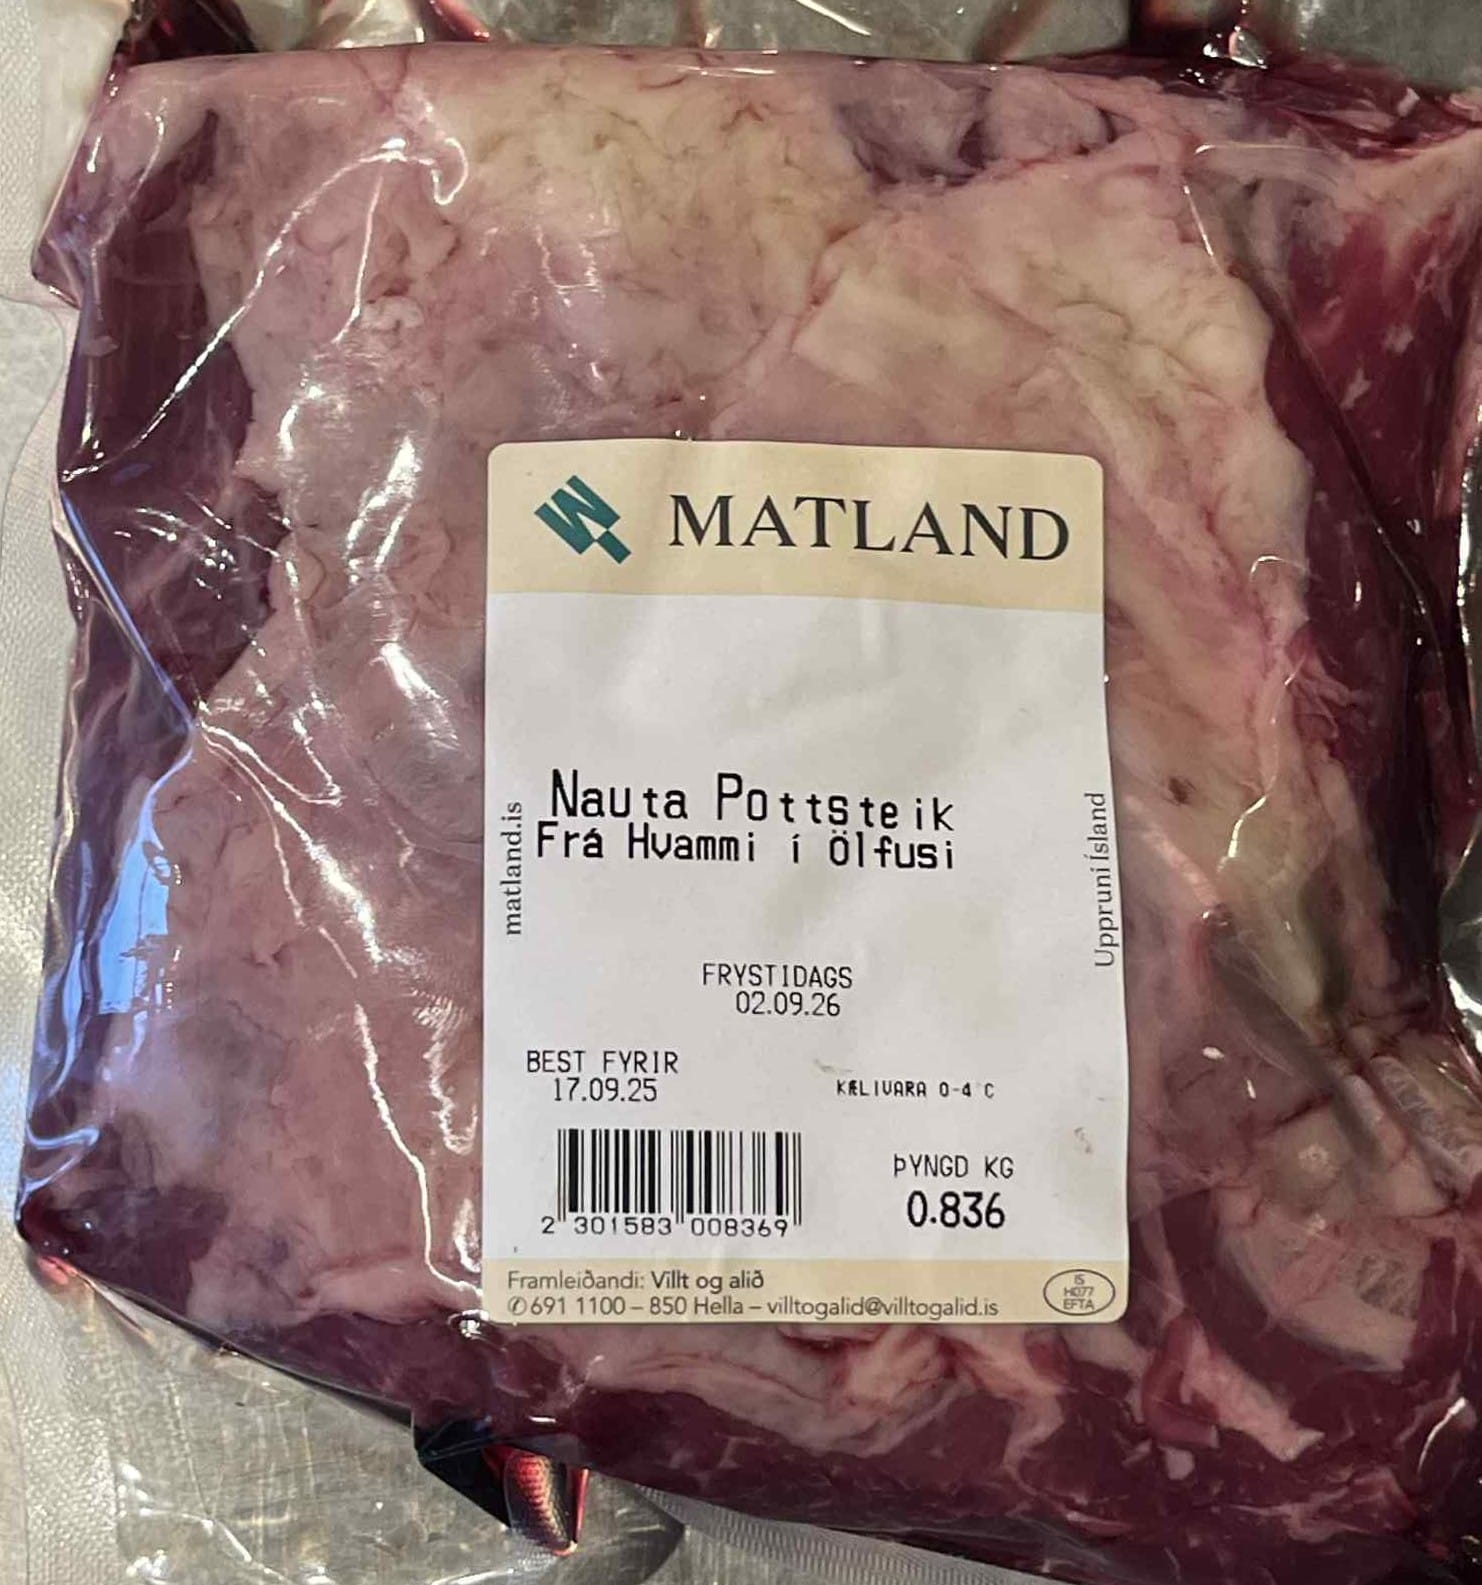 MATLAND
Nauta Pottsteik
Frá Hvammi í Ölfusi
matland.is
Uppruni Ísland
FRYSTIDAGS
02.09.26
BEST FYRIR
17.09.25
KÆLIVARA 0-4°C
ÞYNGD KG
0.836
2 301583 008369
Framleiðandi: Villt og alið
✆691 1100 – 850 Hella – villtogalid@villtogalid.is
IS
H077
EFTA